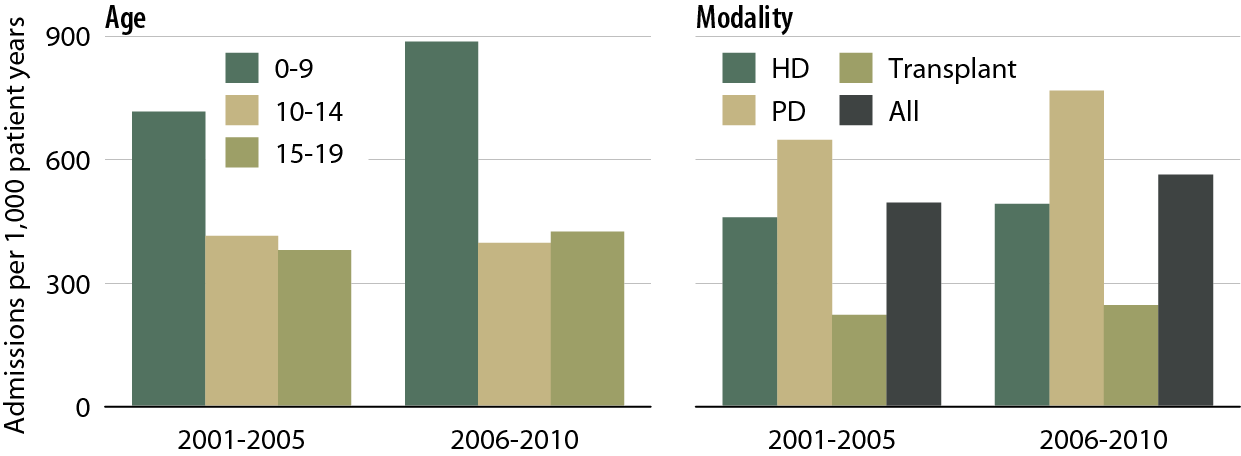 Age
Modality
Admissions per 1,000 patient years
900
600
300
0
0-9
10-14
15-19
HD
PD
Transplant
All
2001-2005
2006-2010
2001-2005
2006-2010